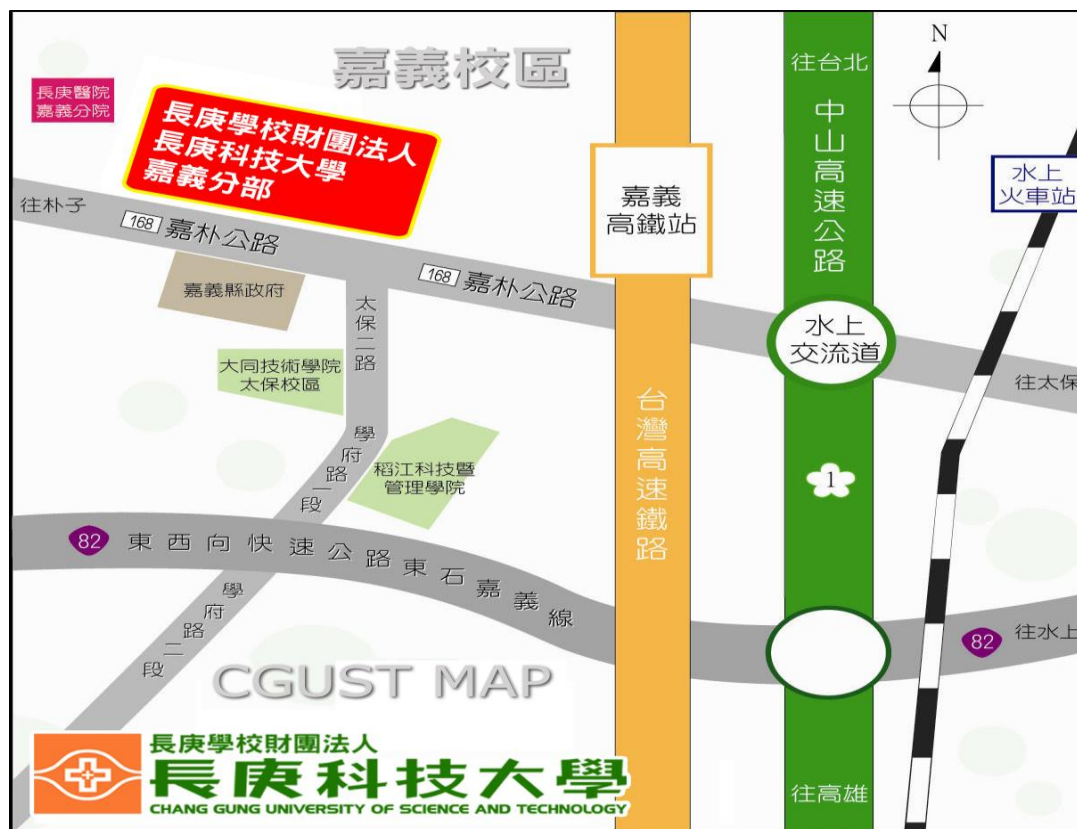 嘉義校區
往台北
N
長庚醫院
嘉義分院
長庚學校財團法人
長庚科技大學
嘉義分部
中山高速公路
水上
火車站
嘉義
高鐵站
往朴子
168 嘉朴公路
168 嘉朴公路
嘉義縣政府
太保二路
水上
交流道
大同技術學院
太保校區
往太保
台灣高速鐵路
學府路一段
稻江科技暨
管理學院
1
82 東西向快速公路東石嘉義線
學府路二段
82 往水上
CGUST MAP
長庚學校財團法人
長庚科技大學
CHANG GUNG UNIVERSITY OF SCIENCE AND TECHNOLOGY
往高雄